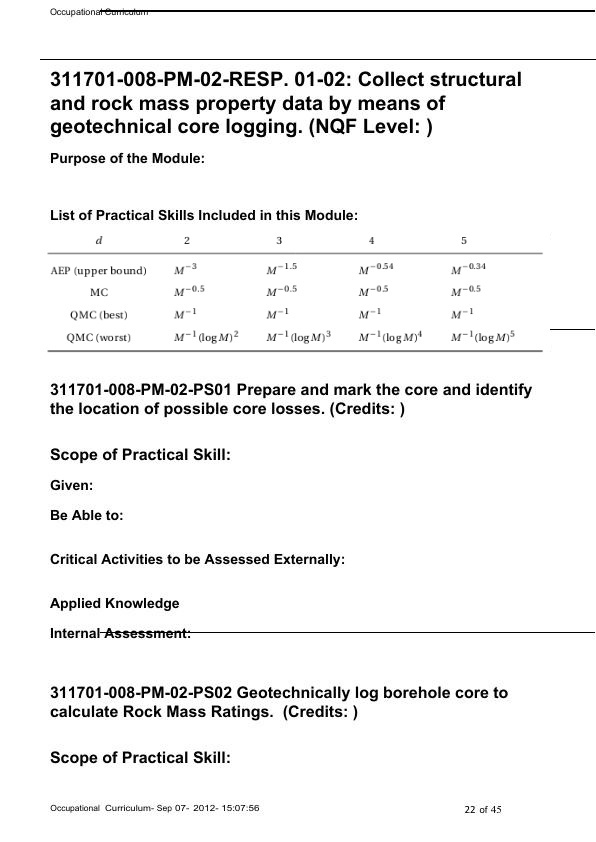 Occupational Curriculum
311701-008-PM-02-RESP. 01-02: Collect structural
and rock mass property data by means of
geotechnical core logging. (NQF Level: )
Purpose of the Module:
List of Practical Skills Included in this Module:
d 2 3 4 5
AEP (upper bound) M⁻³ M⁻¹·⁵ M⁻⁰·⁵⁴ M⁻⁰·³⁴
MC M⁻⁰·⁵ M⁻⁰·⁵ M⁻⁰·⁵ M⁻⁰·⁵
QMC (best) M⁻¹ M⁻¹ M⁻¹ M⁻¹
QMC (worst) M⁻¹(log M)² M⁻¹(log M)³ M⁻¹(log M)⁴ M⁻¹(log M)⁵
311701-008-PM-02-PS01 Prepare and mark the core and identify
the location of possible core losses. (Credits: )
Scope of Practical Skill:
Given:
Be Able to:
Critical Activities to be Assessed Externally:
Applied Knowledge
Internal Assessment:
311701-008-PM-02-PS02 Geotechnically log borehole core to
calculate Rock Mass Ratings. (Credits: )
Scope of Practical Skill:
Occupational Curriculum- Sep 07- 2012- 15:07:56 22 of 45